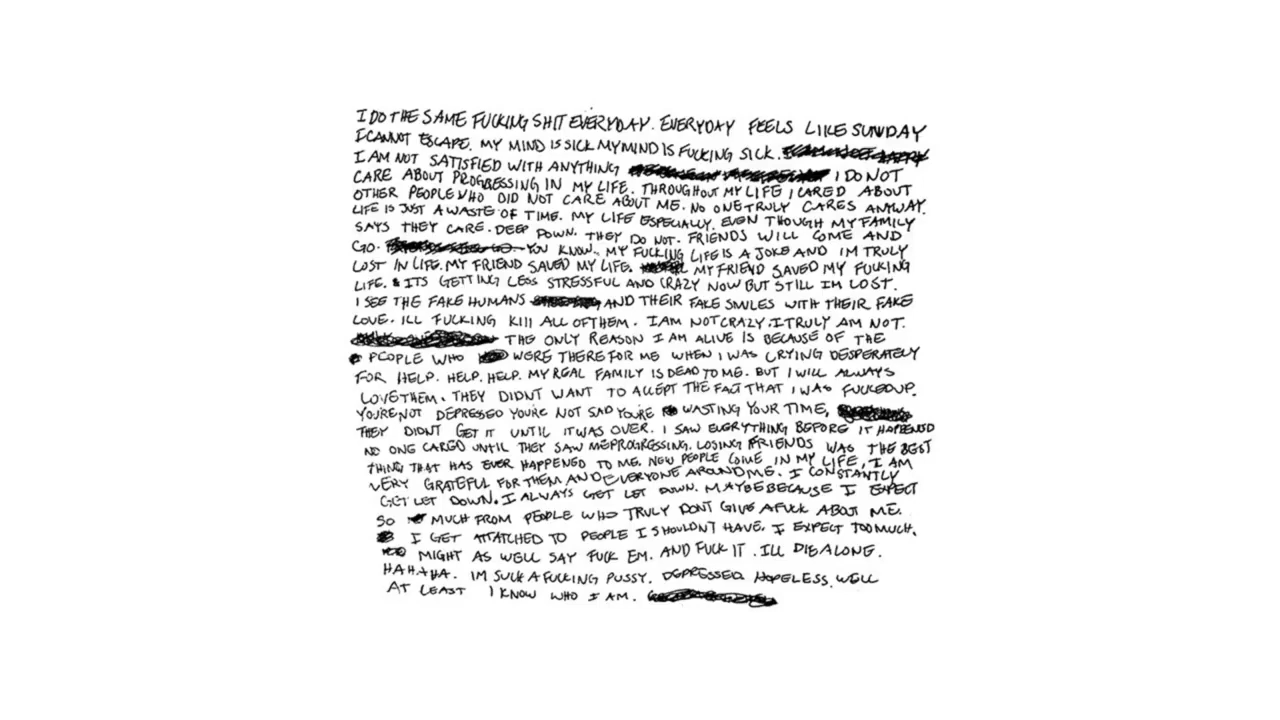 I DO THE SAME FUCKING SHIT EVERYDAY. EVERYDAY FEELS LIKE SUNDAY
I CANNOT ESCAPE. MY MIND IS SICK MY MIND IS FUCKING SICK.
I AM NOT SATISFIED WITH ANYTHING I DO NOT
CARE ABOUT PROGRESSING IN MY LIFE. THROUGHOUT MY LIFE I CARED ABOUT
OTHER PEOPLE WHO DID NOT CARE ABOUT ME. NO ONE TRULY CARES ANYWAY.
LIFE IS JUST A WASTE OF TIME. MY LIFE ESPECIALLY. EVEN THOUGH MY FAMILY
SAYS THEY CARE. DEEP DOWN. THEY DO NOT. FRIENDS WILL COME AND
GO. YOU KNOW. MY FUCKING LIFE IS A JOKE AND IM TRULY
LOST IN LIFE. MY FRIEND SAVED MY LIFE. MY FRIEND SAVED MY FUCKING
LIFE. ITS GETTING LESS STRESSFUL AND CRAZY NOW BUT STILL IM LOST.
I SEE THE FAKE HUMANS AND THEIR FAKE SMILES WITH THEIR FAKE
LOVE. ILL FUCKING KILL ALL OF THEM. I AM NOT CRAZY. I TRULY AM NOT.
THE ONLY REASON I AM ALIVE IS BECAUSE OF THE
PEOPLE WHO WERE THERE FOR ME WHEN I WAS CRYING DESPERATELY
FOR HELP. HELP. HELP. MY REAL FAMILY IS DEAD TO ME. BUT I WILL ALWAYS
LOVE THEM. THEY DIDNT WANT TO ACCEPT THE FACT THAT I WAS FUCKED UP.
YOU'RE NOT DEPRESSED YOU'RE NOT SAD YOU'RE WASTING YOUR TIME,
THEY DIDNT GET IT UNTIL IT WAS OVER. I SAW EVERYTHING BEFORE IT HAPPENED
NO ONE CARED UNTIL THEY SAW ME PROGRESSING. LOSING FRIENDS WAS THE BEST
THING THAT HAS EVER HAPPENED TO ME. NEW PEOPLE COME IN MY LIFE, I AM
VERY GRATEFUL FOR THEM AND EVERYONE AROUND ME. I CONSTANTLY
GET LET DOWN. I ALWAYS GET LET DOWN. MAYBE BECAUSE I EXPECT
SO MUCH FROM PEOPLE WHO TRULY DONT GIVE A FUCK ABOUT ME.
I GET ATTATCHED TO PEOPLE I SHOULDN'T HAVE. I EXPECT TOO MUCH.
MIGHT AS WELL SAY FUCK EM. AND FUCK IT. ILL DIE ALONE.
HAHAHA. IM SUCH A FUCKING PUSSY. DEPRESSED HOPELESS. WELL
AT LEAST I KNOW WHO I AM.